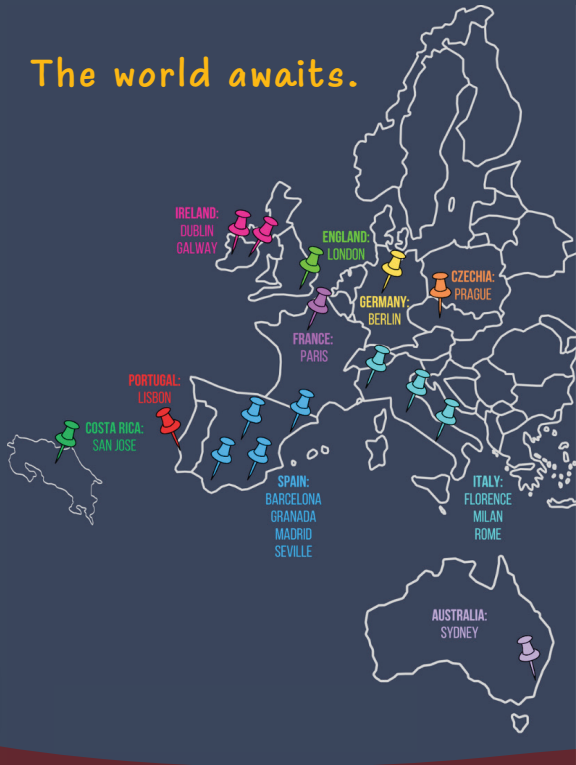 The world awaits.
IRELAND:
DUBLIN
GALWAY
ENGLAND:
LONDON
CZECHIA:
PRAGUE
GERMANY:
BERLIN
FRANCE:
PARIS
PORTUGAL:
LISBON
COSTA RICA:
SAN JOSE
SPAIN:
BARCELONA
GRANADA
MADRID
SEVILLE
ITALY:
FLORENCE
MILAN
ROME
AUSTRALIA:
SYDNEY